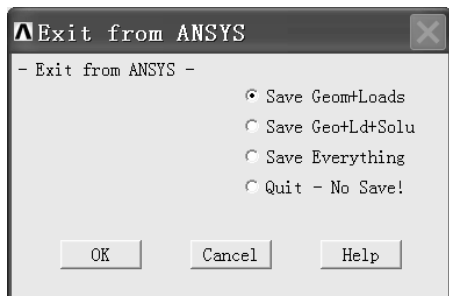 Exit from ANSYS
- Exit from ANSYS -
Save Geom+Loads
Save Geo+Ld+Solu
Save Everything
Quit - No Save!
OK Cancel Help